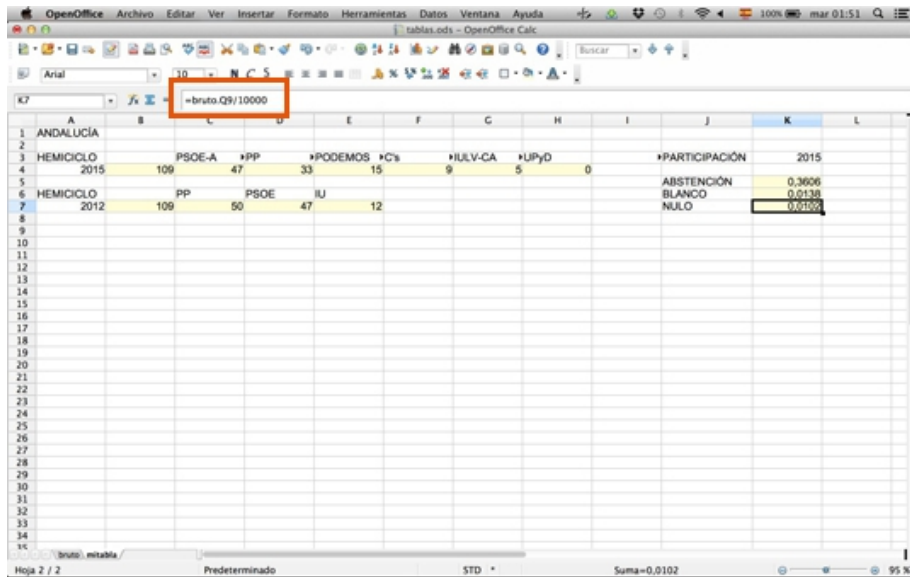 OpenOffice Archivo Editar Ver Insertar Formato Herramientas Datos Ventana Ayuda 100% mar 01:51
tablas.ods – OpenOffice Calc
Buscar
Arial 10 N C S
K7 =bruto.Q9/10000
A B C D E F G H I J K L
1 ANDALUCÍA
2
3 HEMICICLO PSOE-A PP PODEMOS C's IULV-CA UPyD PARTICIPACIÓN 2015
4 2015 109 47 33 15 9 5 0
5 ABSTENCIÓN 0,3606
6 HEMICICLO PP PSOE IU BLANCO 0,0138
7 2012 109 50 47 12 NULO 0,0102
8
9
10
11
12
13
14
15
16
17
18
19
20
21
22
23
24
25
26
27
28
29
30
31
32
33
34
35
bruto mitabla
Hoja 2 / 2 Predeterminado STD * Suma=0,0102 95 %